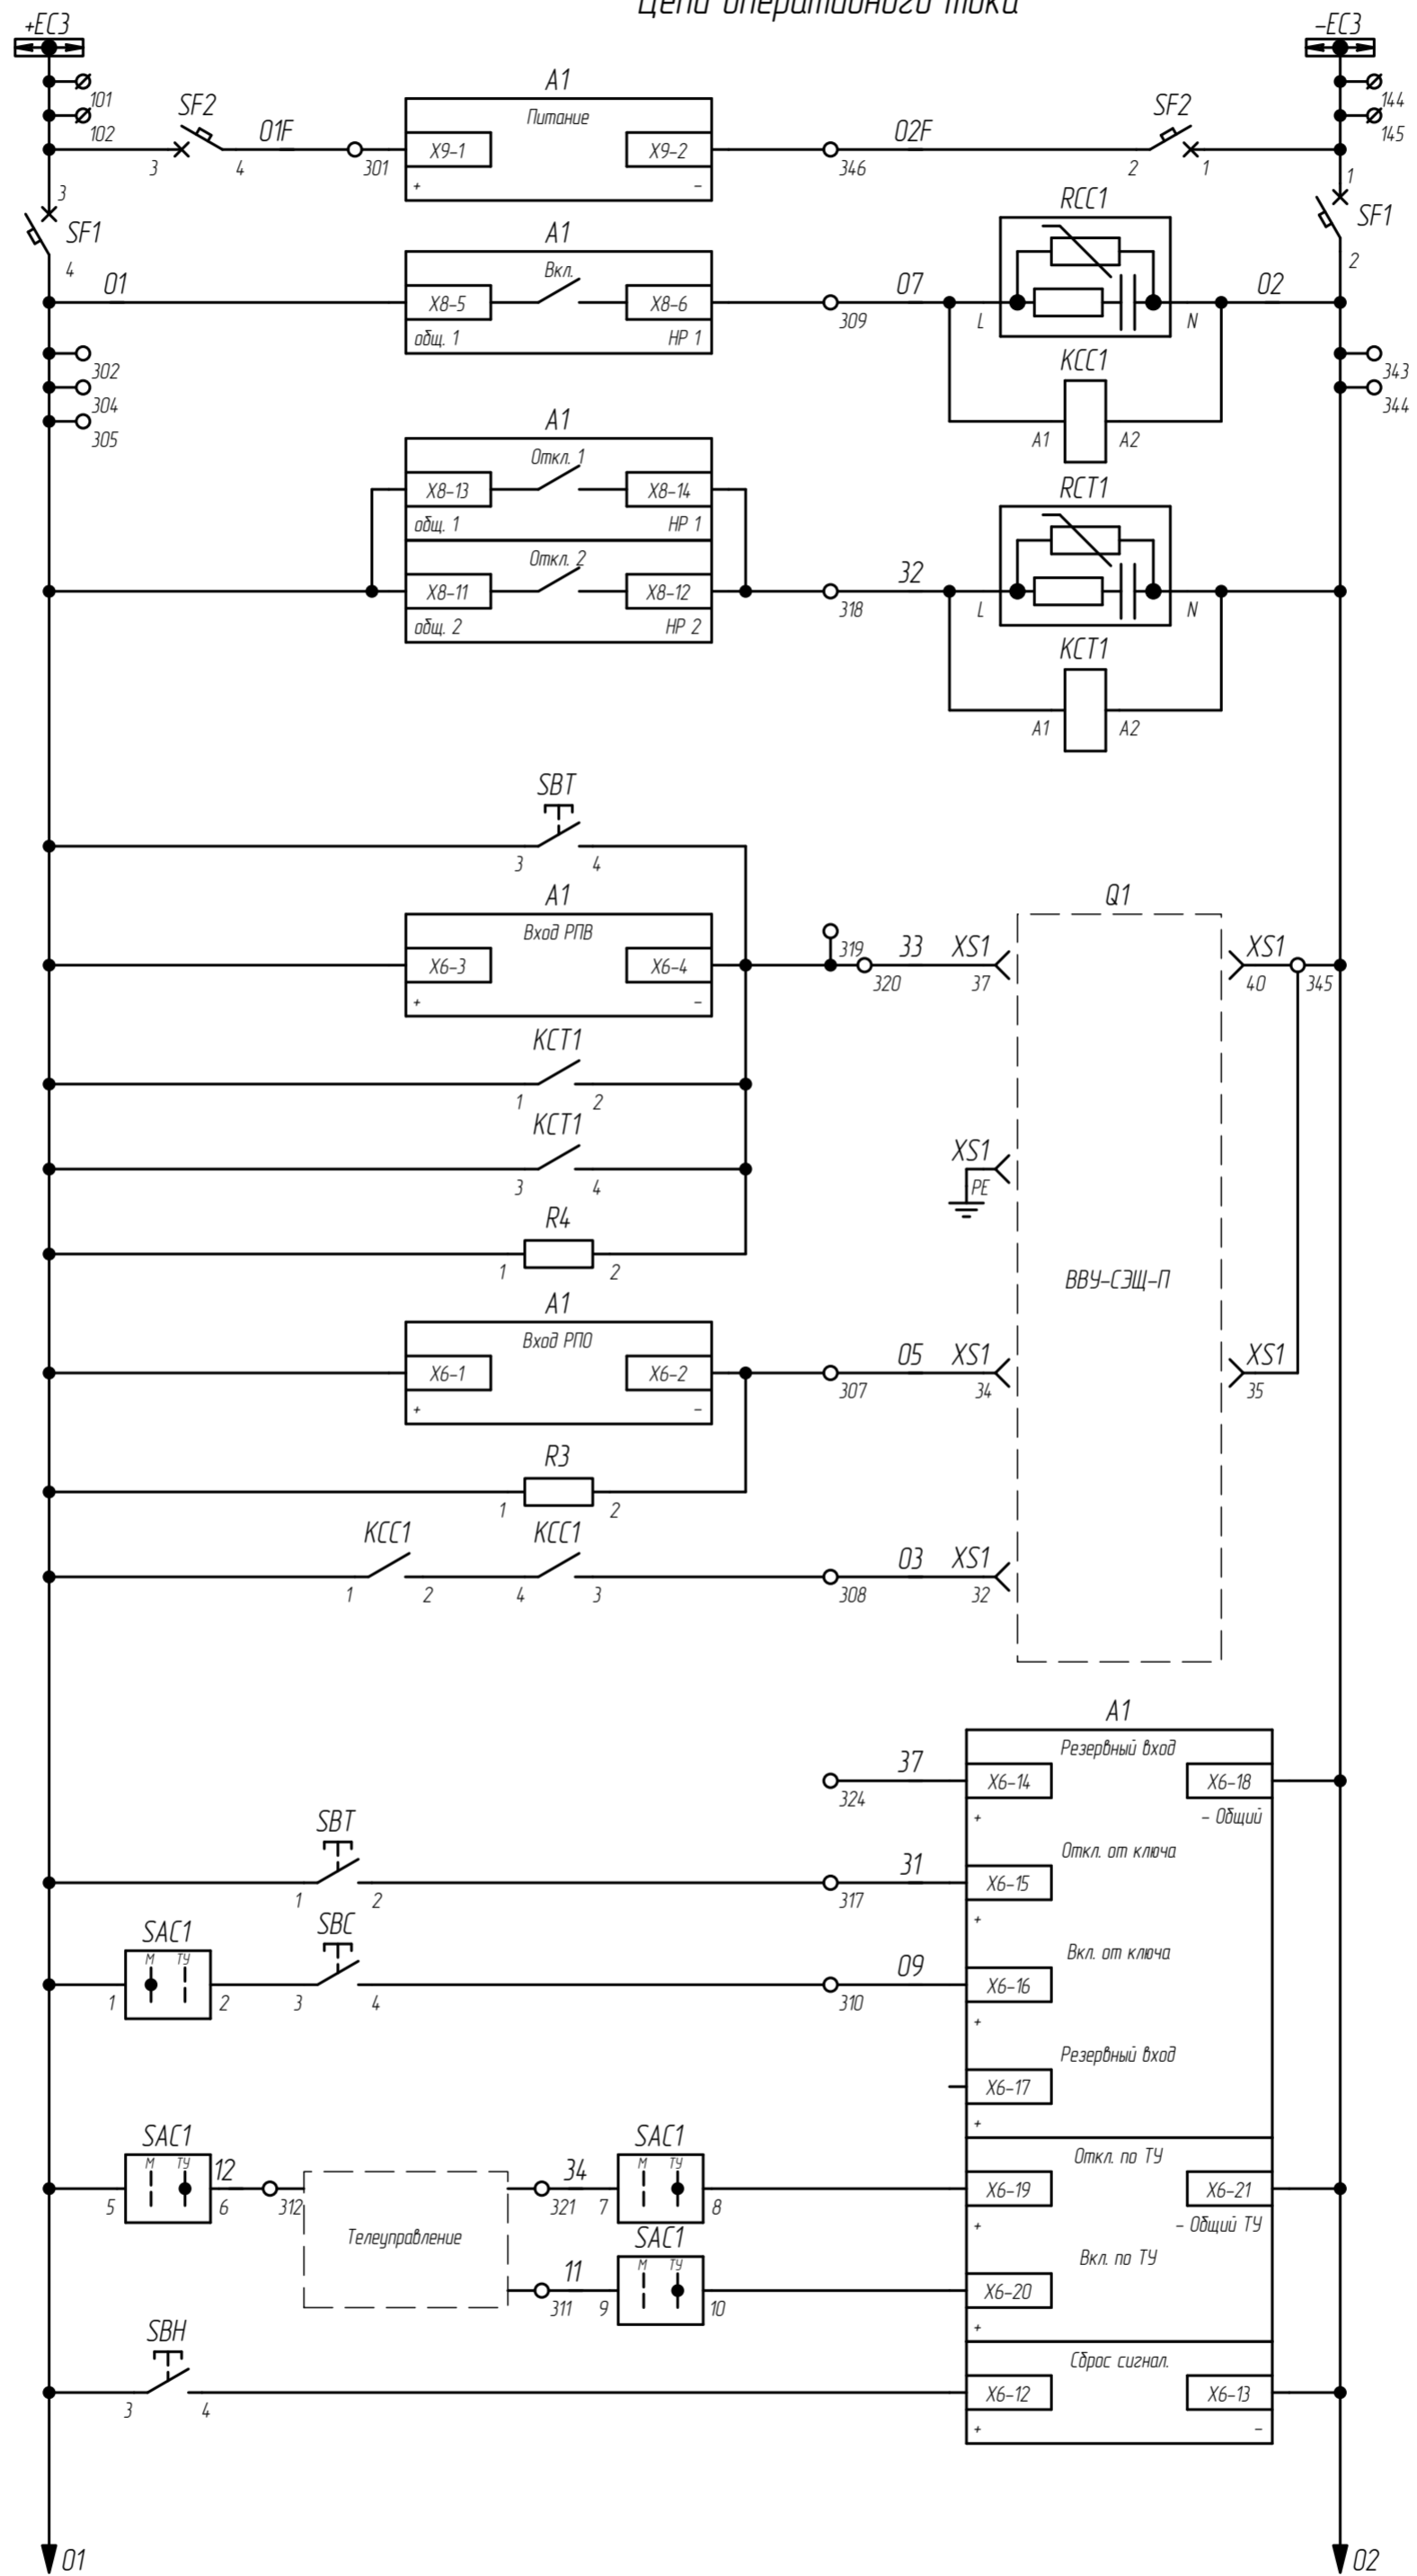 Цепи оперативного тока
+ЕС3
-ЕС3
101
102
144
145
SF2
3
4
01F
301
A1
Питание
X9-1
X9-2
+
-
02F
346
SF2
2
1
3
SF1
4
1
SF1
2
01
A1
Вкл.
X8-5
X8-6
общ. 1
НР 1
309
07
RCC1
L
N
02
302
304
305
343
344
KCC1
A1
A2
A1
Откл. 1
X8-13
X8-14
общ. 1
НР 1
Откл. 2
X8-11
X8-12
общ. 2
НР 2
318
32
RCT1
L
N
KCT1
A1
A2
SBT
3
4
A1
Вход РПВ
X6-3
X6-4
+
-
319
320
33
XS1
37
Q1
XS1
40
345
KCT1
1
2
KCT1
3
4
XS1
PE
R4
1
2
ВВУ-СЭЩ-П
A1
Вход РПО
X6-1
X6-2
+
-
307
05
XS1
34
XS1
35
R3
1
2
KCC1
1
2
KCC1
4
3
308
03
XS1
32
A1
Резервный вход
324
37
X6-14
X6-18
+
- Общий
SBT
1
2
317
31
Откл. от ключа
X6-15
+
SAC1
М ТУ
1
2
SBC
3
4
310
09
Вкл. от ключа
X6-16
+
Резервный вход
X6-17
+
SAC1
М ТУ
5
6
12
312
Телеуправление
321
34
SAC1
М ТУ
7
8
Откл. по ТУ
X6-19
X6-21
+
- Общий ТУ
311
11
SAC1
М ТУ
9
10
Вкл. по ТУ
X6-20
+
SBH
3
4
Сброс сигнал.
X6-12
X6-13
+
-
01
02